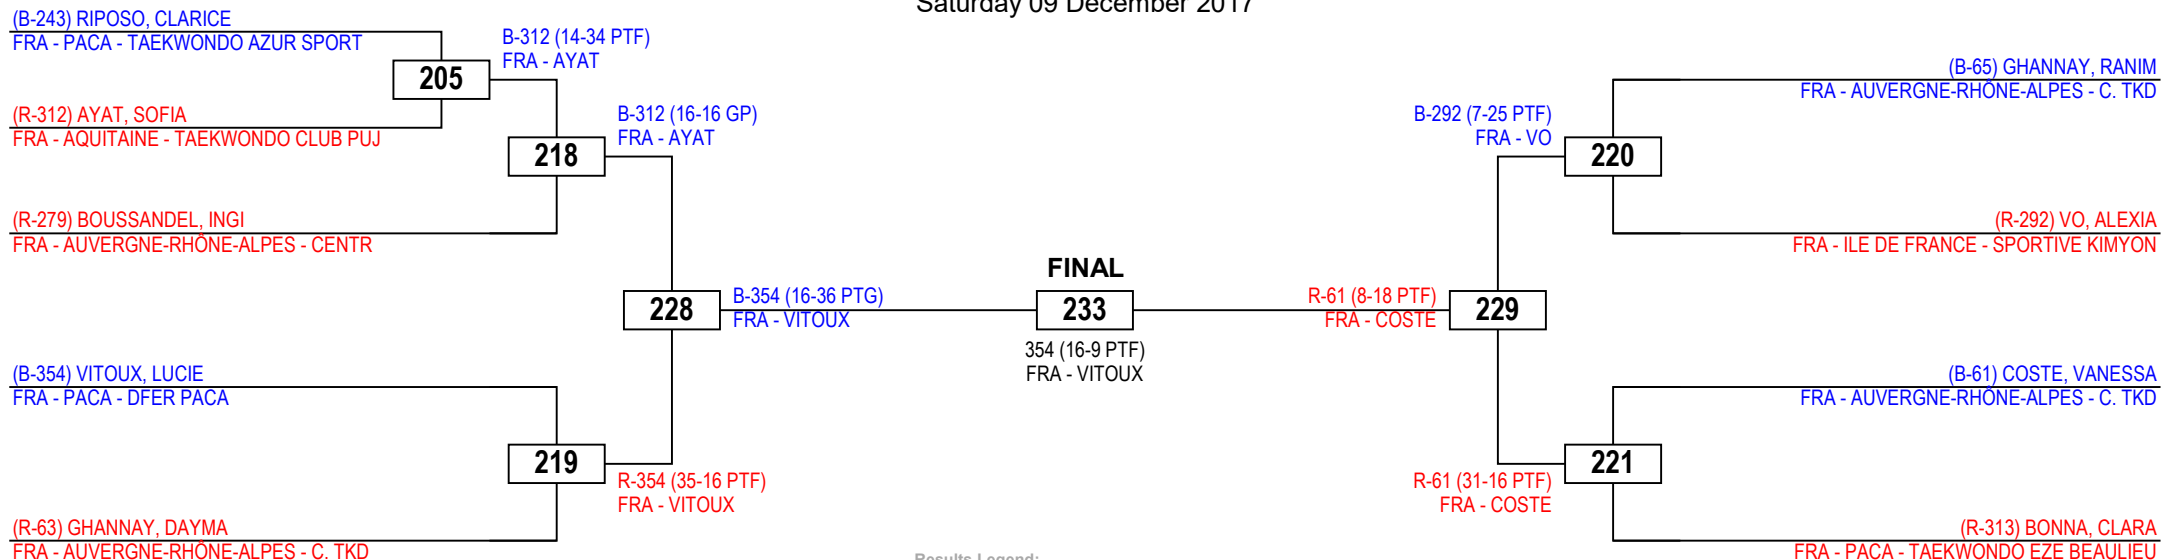 Saturday 09 December 2017
(B-243) RIPOSO, CLARICE
FRA - PACA - TAEKWONDO AZUR SPORT
205
B-312 (14-34 PTF)
FRA - AYAT
(R-312) AYAT, SOFIA
FRA - AQUITAINE - TAEKWONDO CLUB PUJ
218
B-312 (16-16 GP)
FRA - AYAT
(R-279) BOUSSANDEL, INGI
FRA - AUVERGNE-RHÔNE-ALPES - CENTR
228
B-354 (16-36 PTG)
FRA - VITOUX
(B-354) VITOUX, LUCIE
FRA - PACA - DFER PACA
219
R-354 (35-16 PTF)
FRA - VITOUX
(R-63) GHANNAY, DAYMA
FRA - AUVERGNE-RHÔNE-ALPES - C. TKD
FINAL
233
354 (16-9 PTF)
FRA - VITOUX
(B-65) GHANNAY, RANIM
FRA - AUVERGNE-RHÔNE-ALPES - C. TKD
B-292 (7-25 PTF)
FRA - VO
220
(R-292) VO, ALEXIA
FRA - ILE DE FRANCE - SPORTIVE KIMYON
R-61 (8-18 PTF)
FRA - COSTE
229
(B-61) COSTE, VANESSA
FRA - AUVERGNE-RHÔNE-ALPES - C. TKD
221
R-61 (31-16 PTF)
FRA - COSTE
(R-313) BONNA, CLARA
FRA - PACA - TAEKWONDO EZE BEAULIEU
Results Legend: